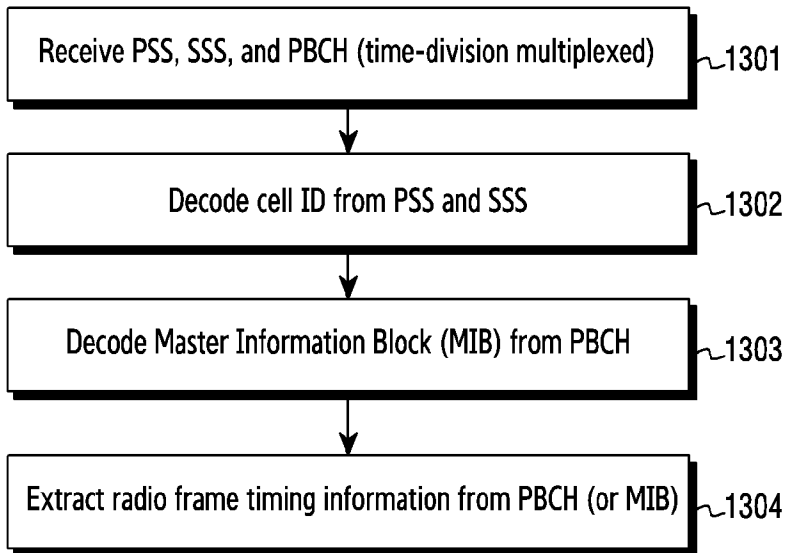 Receive PSS, SSS, and PBCH (time-division multiplexed)
1301
Decode cell ID from PSS and SSS
1302
Decode Master Information Block (MIB) from PBCH
1303
Extract radio frame timing information from PBCH (or MIB)
1304